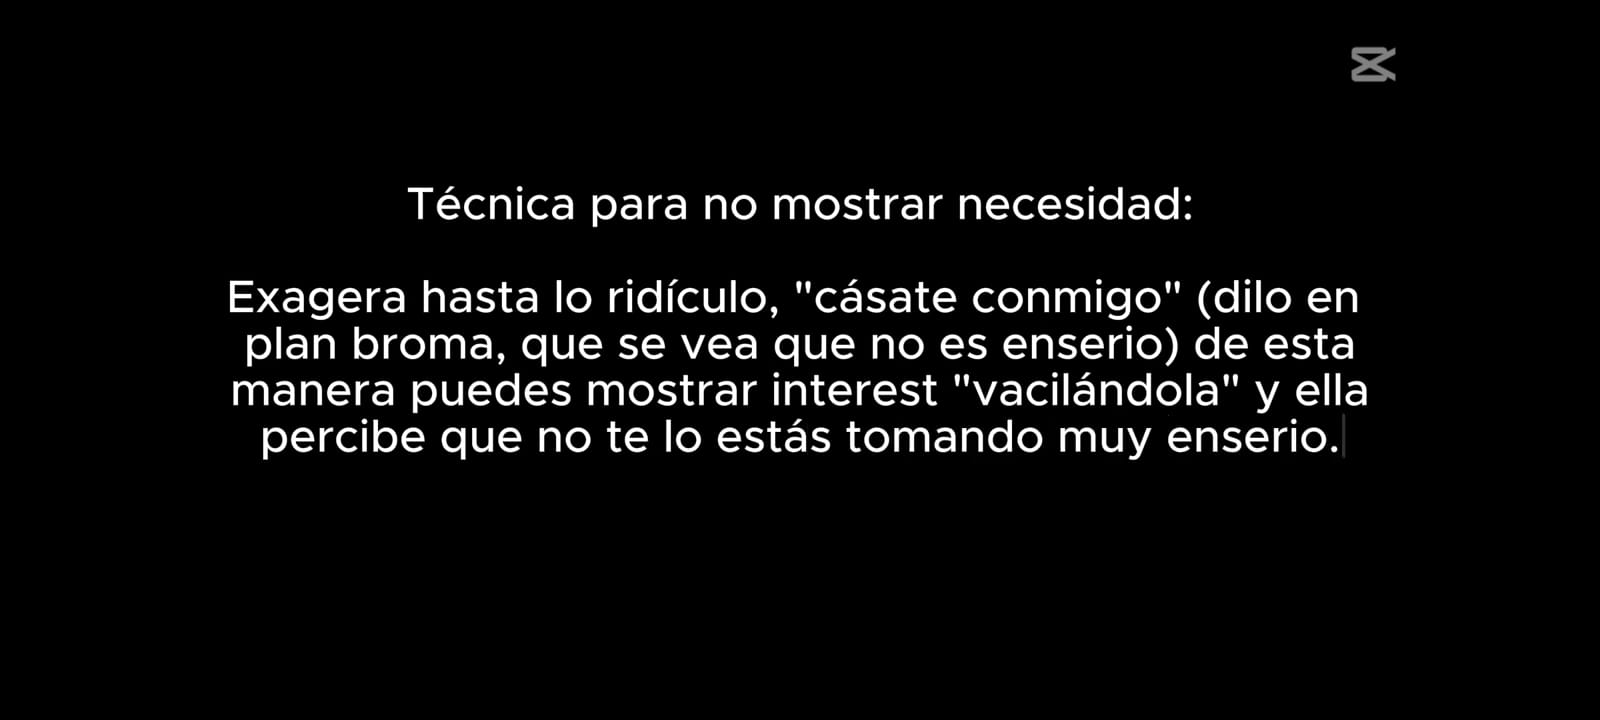 Técnica para no mostrar necesidad:
Exagera hasta lo ridículo, "cásate conmigo" (dilo en
plan broma, que se vea que no es enserio) de esta
manera puedes mostrar interest "vacilándola" y ella
percibe que no te lo estás tomando muy enserio.